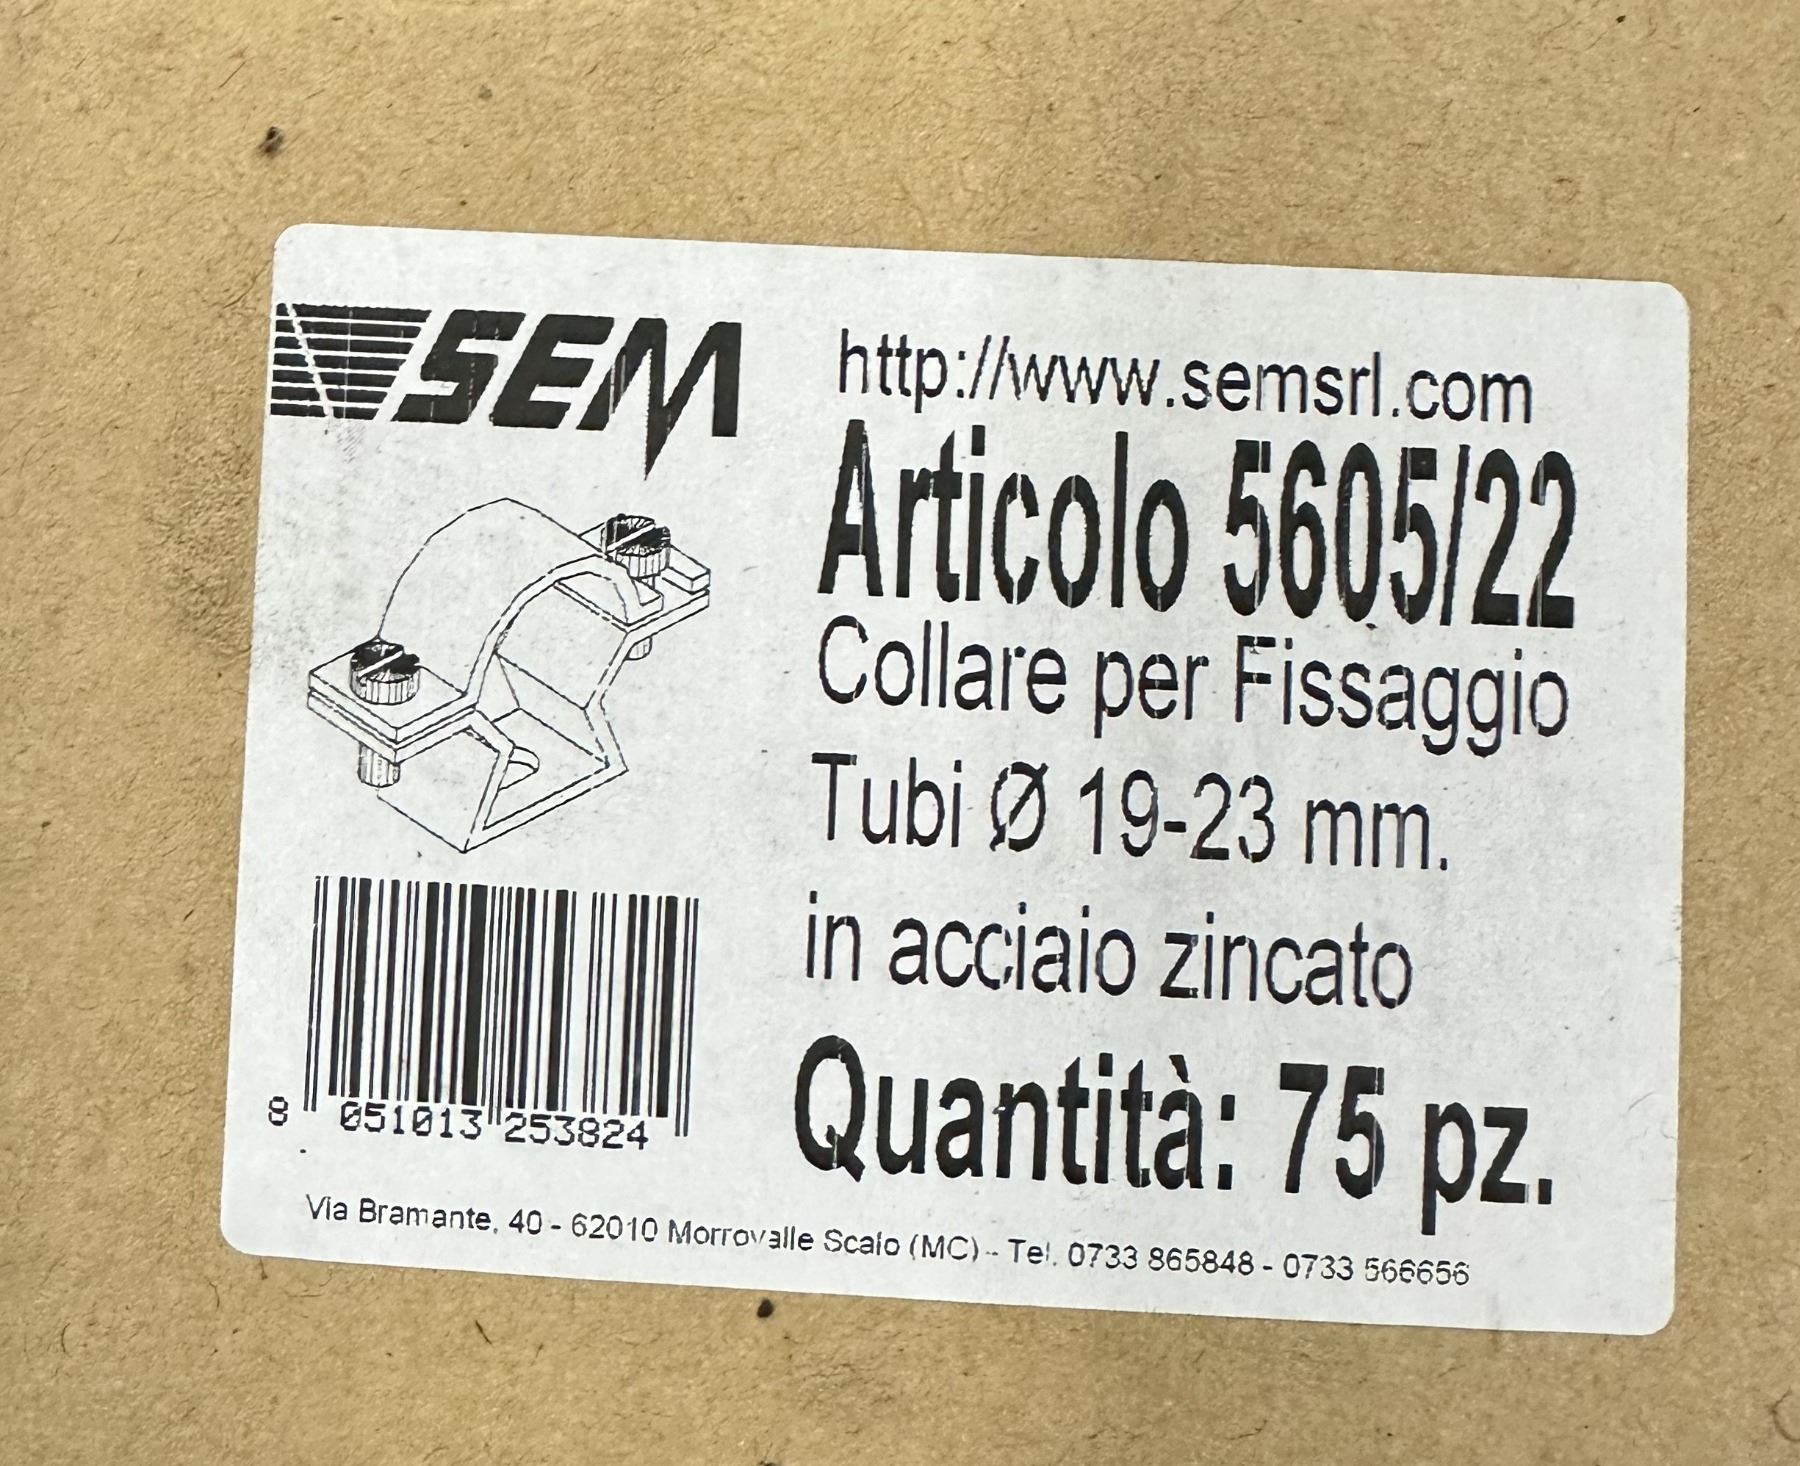 SEM
http://www.semsrl.com
Articolo 5605/22
Collare per Fissaggio
Tubi Ø 19-23 mm.
in acciaio zincato
Quantità: 75 pz.
8 051013 253824
Via Bramante, 40 - 62010 Morrovalle Scalo (MC) - Tel. 0733 865848 - 0733 566656